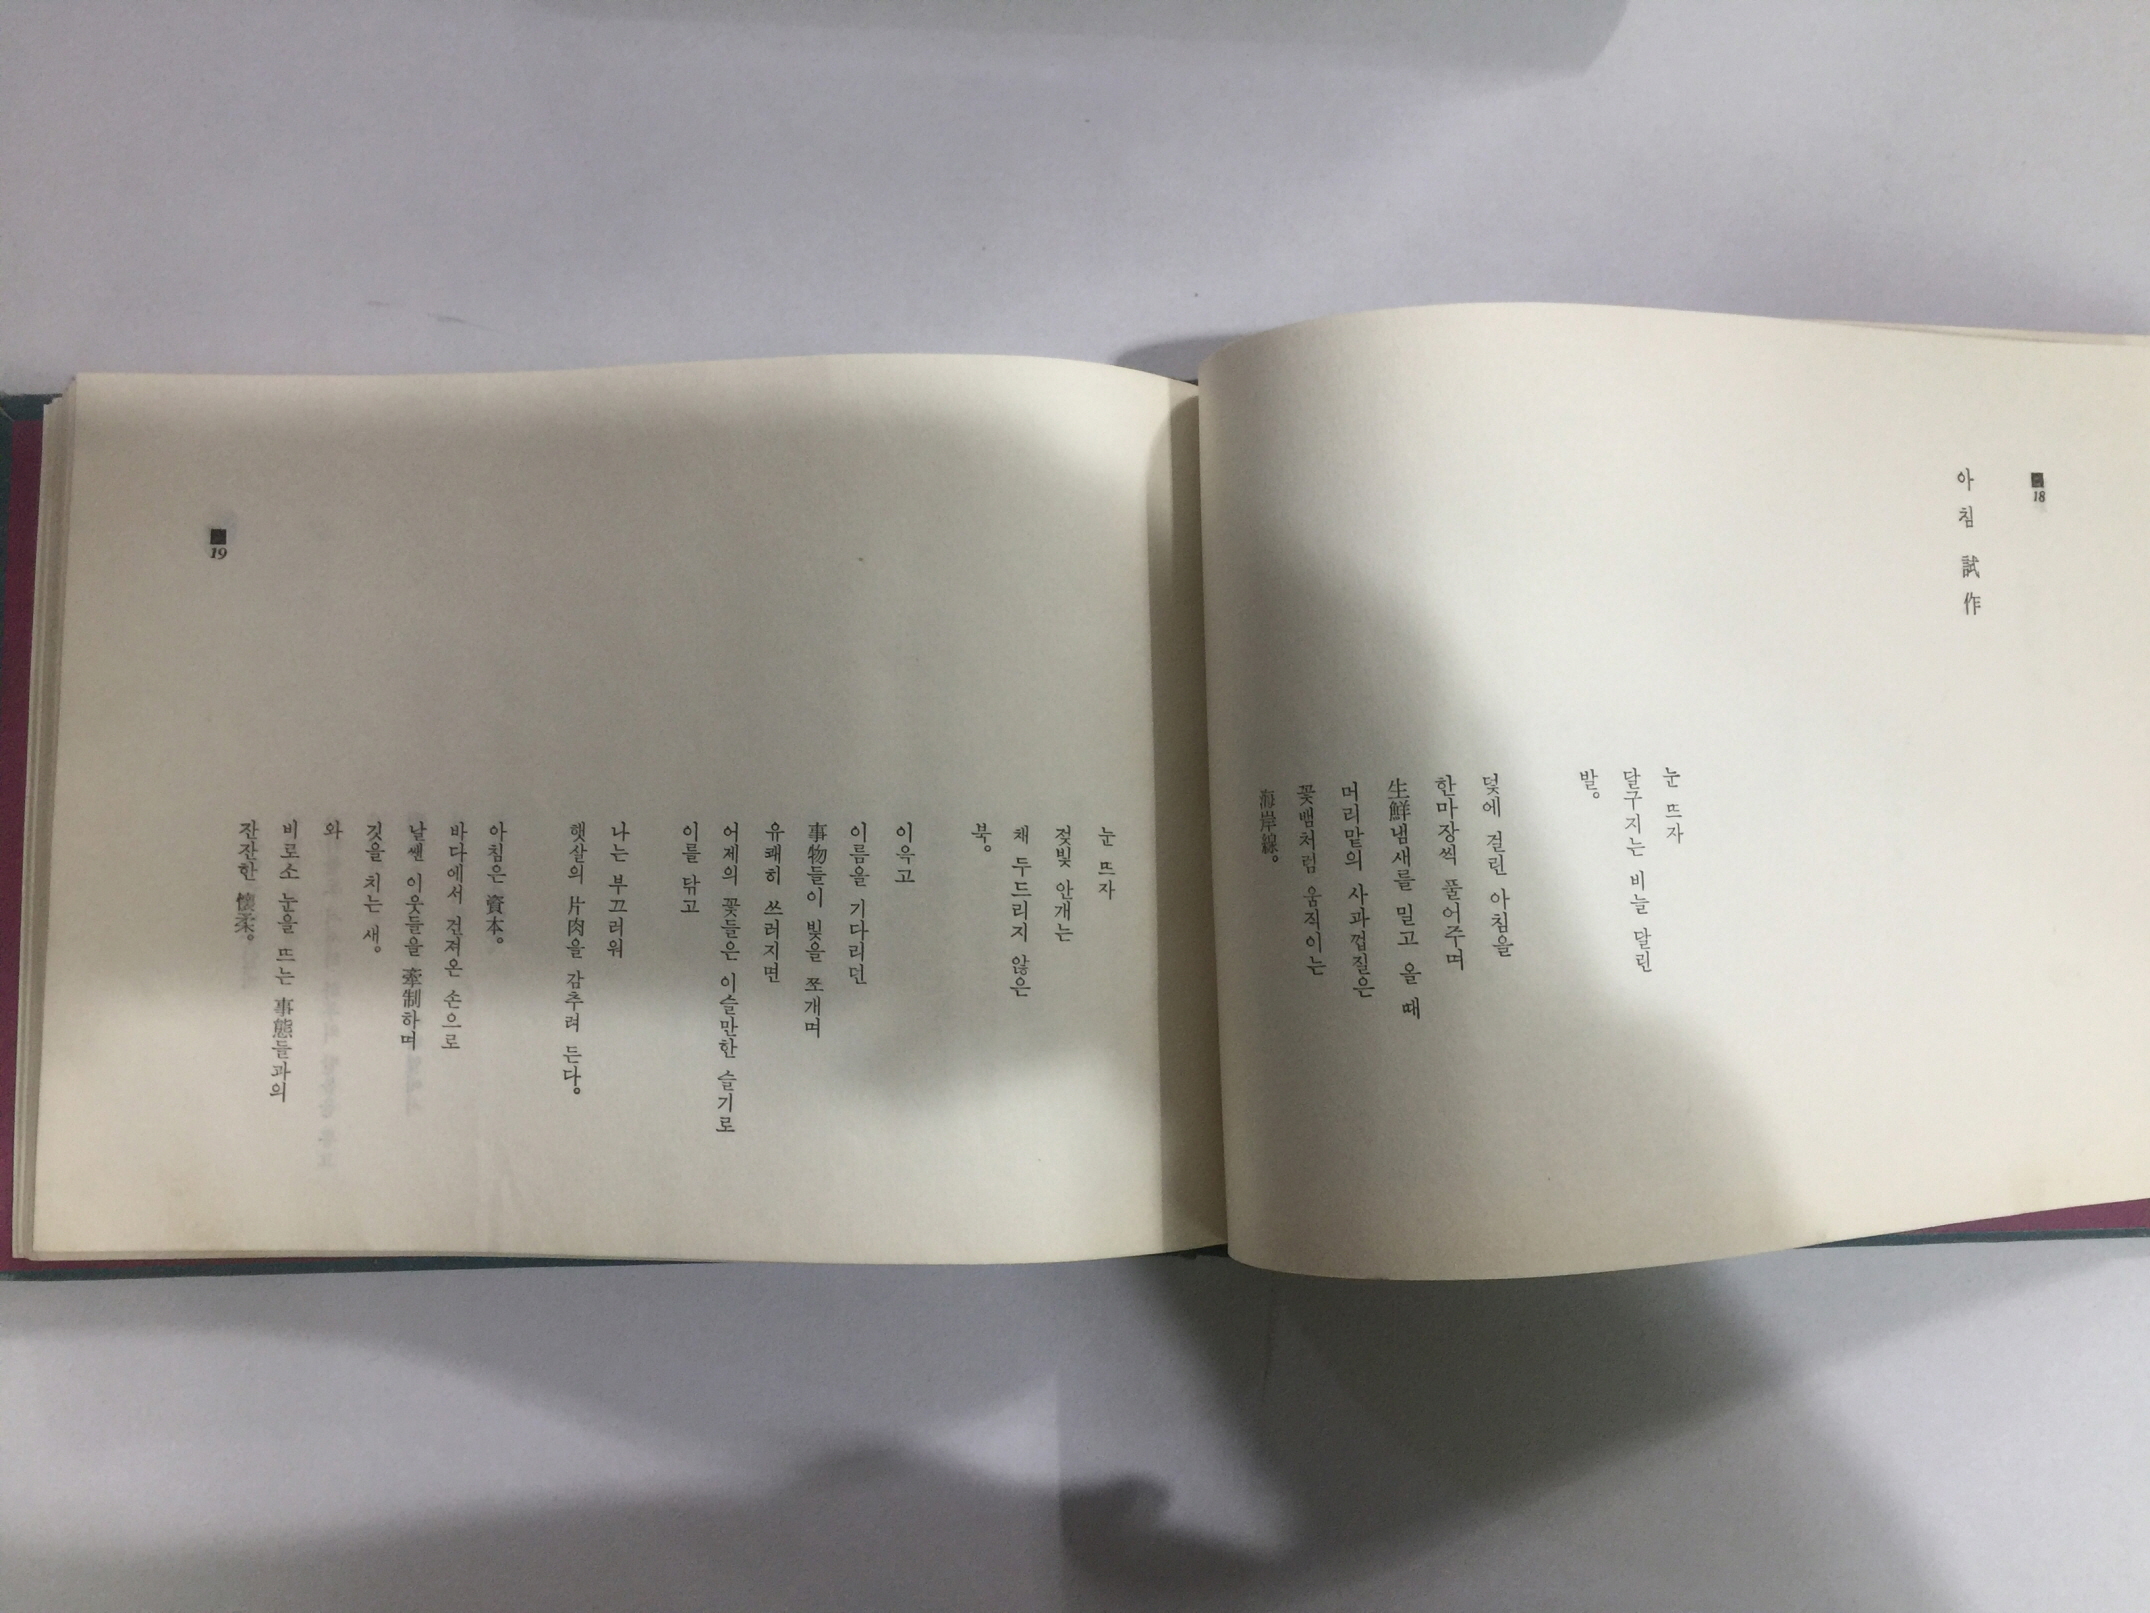 18
아침 試作
눈 뜨자
달구지는 비늘 달린
발。
덫에 걸린 아침을
한마장씩 풀어주며
生鮮냄새를 밀고 올 때
머리맡의 사과껍질은
꽃뱀처럼 움직이는
海岸線。
눈 뜨자
젖빛 안개는
채 두드리지 않은
북。
이윽고
이름을 기다리던
事物들이 빛을 쪼개며
유쾌히 쓰러지면
어제의 꽃들은 이슬만한 슬기로
이를 닦고
나는 부끄러워
햇살의 片肉을 감추려 든다。
아침은 資本。
바다에서 건져온 손으로
날쌘 이웃들을 牽制하며
깃을 치는 새。
와
비로소 눈을 뜨는 事態들과의
잔잔한 懷柔。
19